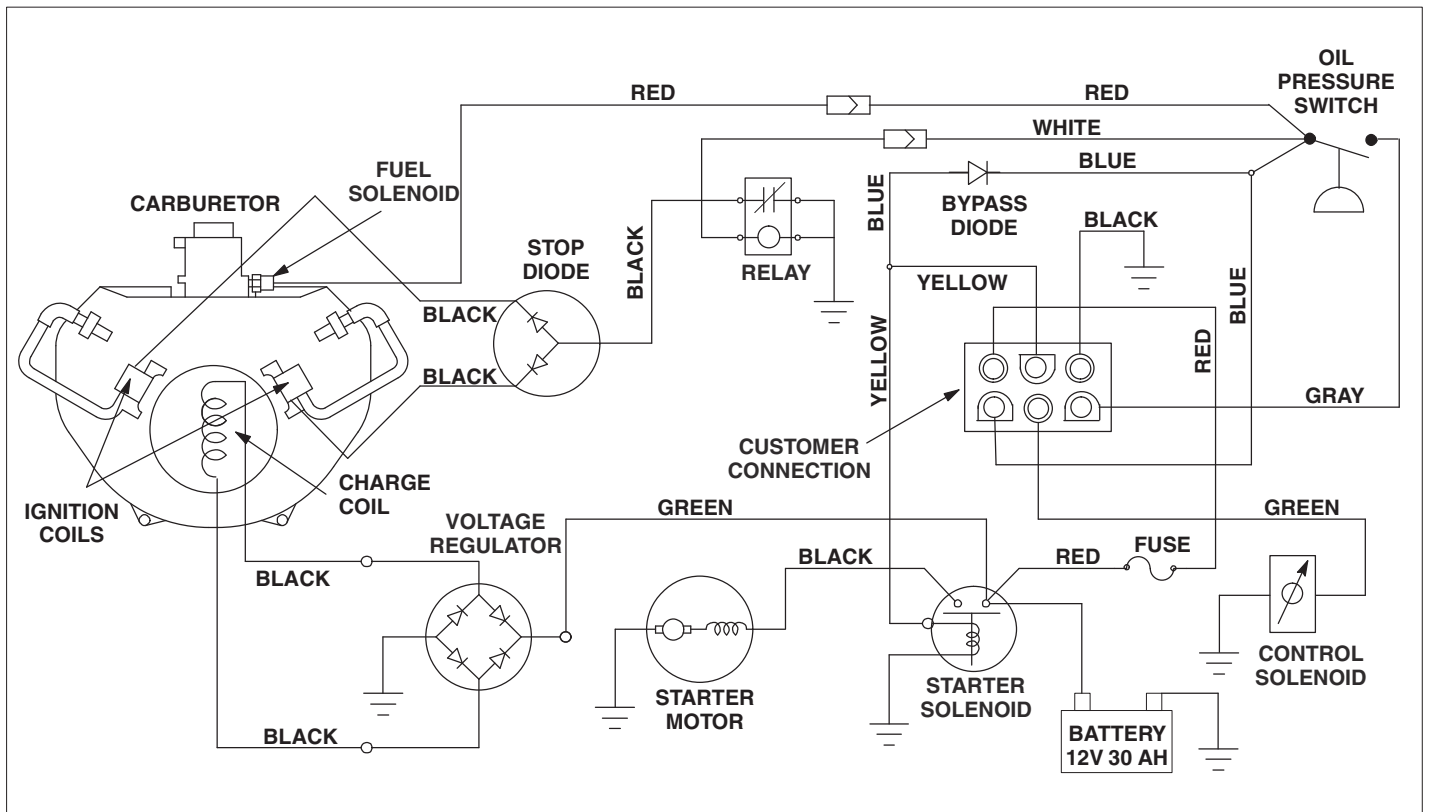 OIL
PRESSURE
SWITCH
RED
RED
WHITE
BLUE
FUEL
SOLENOID
CARBURETOR
BLUE
BYPASS
DIODE
BLACK
STOP
DIODE
BLACK
RELAY
YELLOW
BLUE
BLACK
YELLOW
RED
BLACK
GRAY
CUSTOMER
CONNECTION
CHARGE
COIL
IGNITION
COILS
VOLTAGE
REGULATOR
GREEN
GREEN
BLACK
BLACK
RED
FUSE
CONTROL
SOLENOID
STARTER
MOTOR
STARTER
SOLENOID
BLACK
BATTERY
12V 30 AH